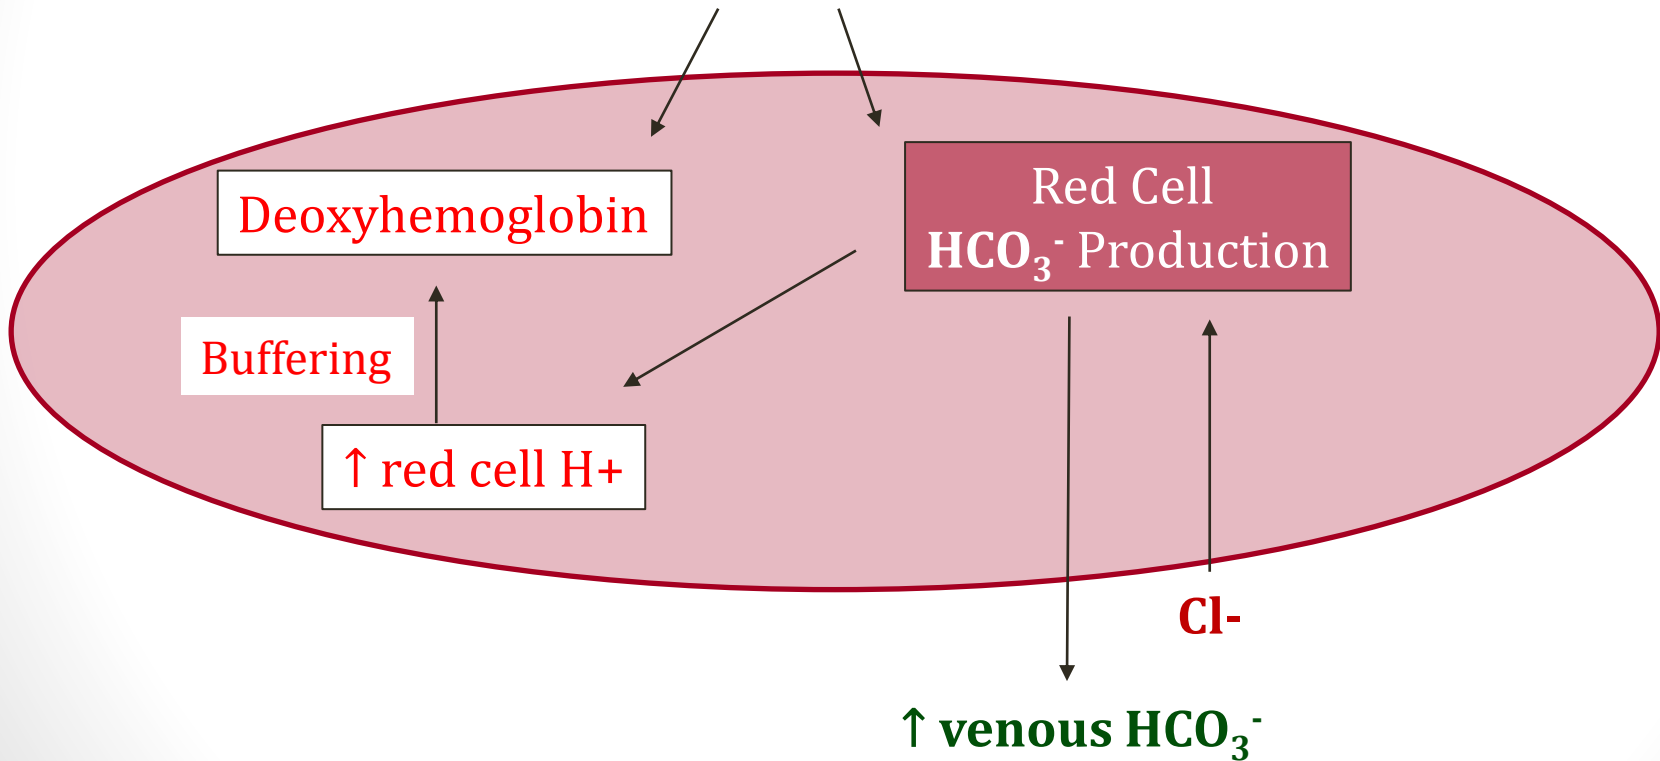 Deoxyhemoglobin
Red Cell
HCO₃⁻ Production
Buffering
↑ red cell H+
Cl-
↑ venous HCO₃⁻